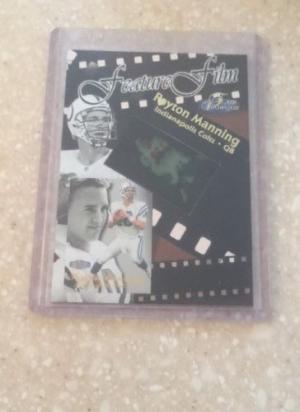 Feature Film
Peyton Manning
Indianapolis Colts • QB